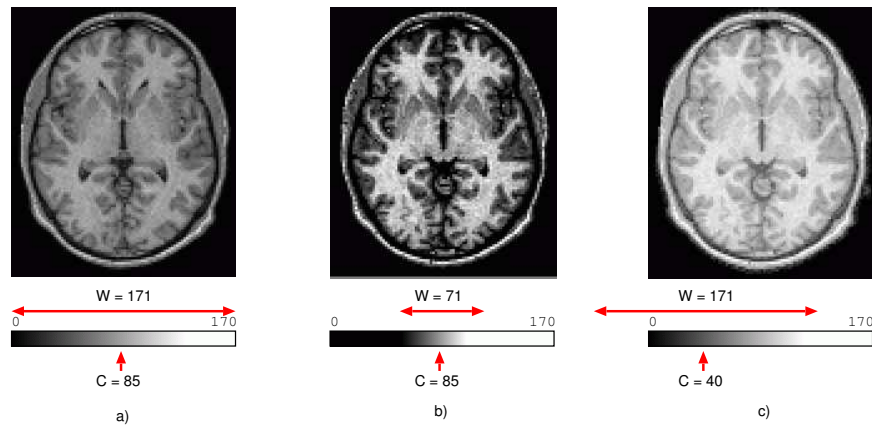 W = 171
0 170
C = 85
a)
W = 71
0 170
C = 85
b)
W = 171
0 170
C = 40
c)